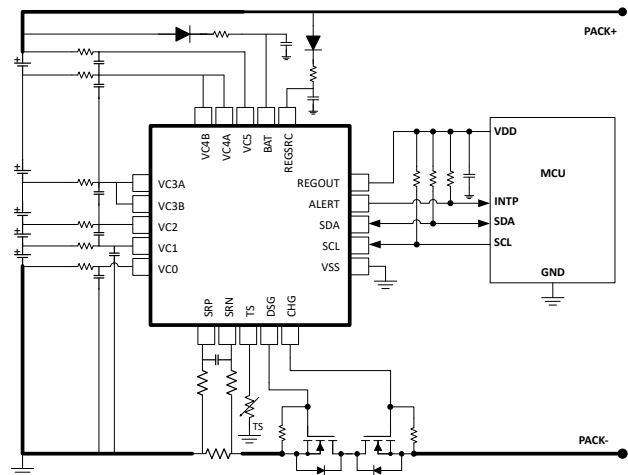 PACK+
VC4B
VC4A
VC5
BAT
REGSRC
VDD
MCU
VC3A
REGOUT
VC3B
ALERT
INTP
VC2
SDA
SDA
VC1
SCL
SCL
VC0
VSS
GND
SRP
SRN
TS
DSG
CHG
TS
PACK-